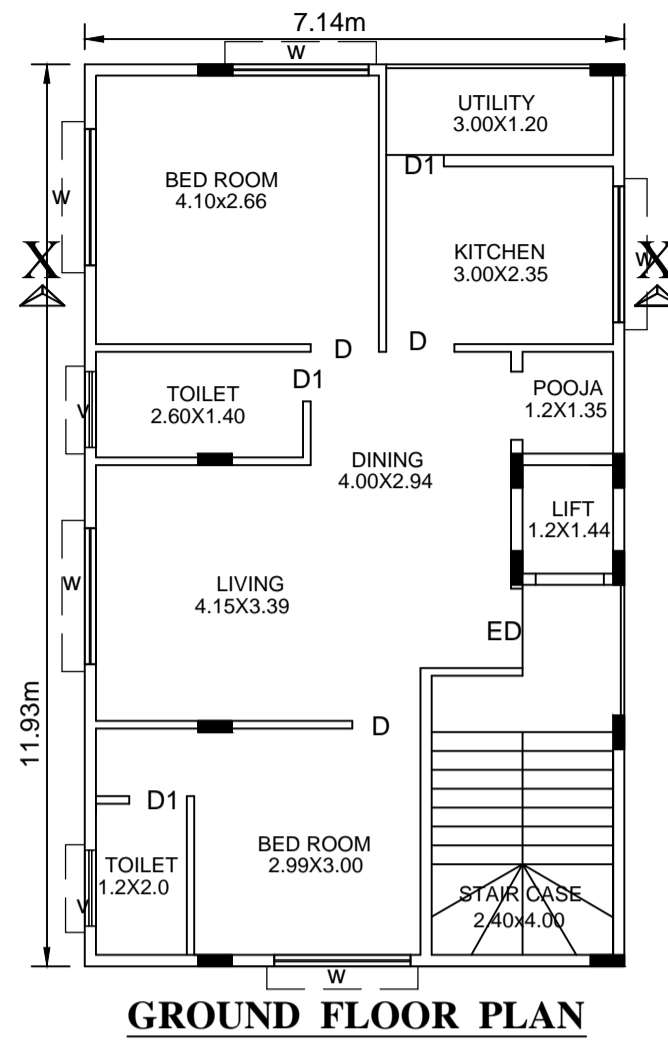 7.14m
W
UTILITY
3.00X1.20
D1
BED ROOM
4.10x2.66
W
KITCHEN
3.00X2.35
W
X
X
D
D
TOILET
2.60X1.40
D1
V
POOJA
1.2X1.35
DINING
4.00X2.94
LIFT
1.2X1.44
W
LIVING
4.15X3.39
ED
11.93m
D
D1
TOILET
1.2X2.0
V
BED ROOM
2.99X3.00
STAIR CASE
2.40x4.00
W
GROUND FLOOR PLAN